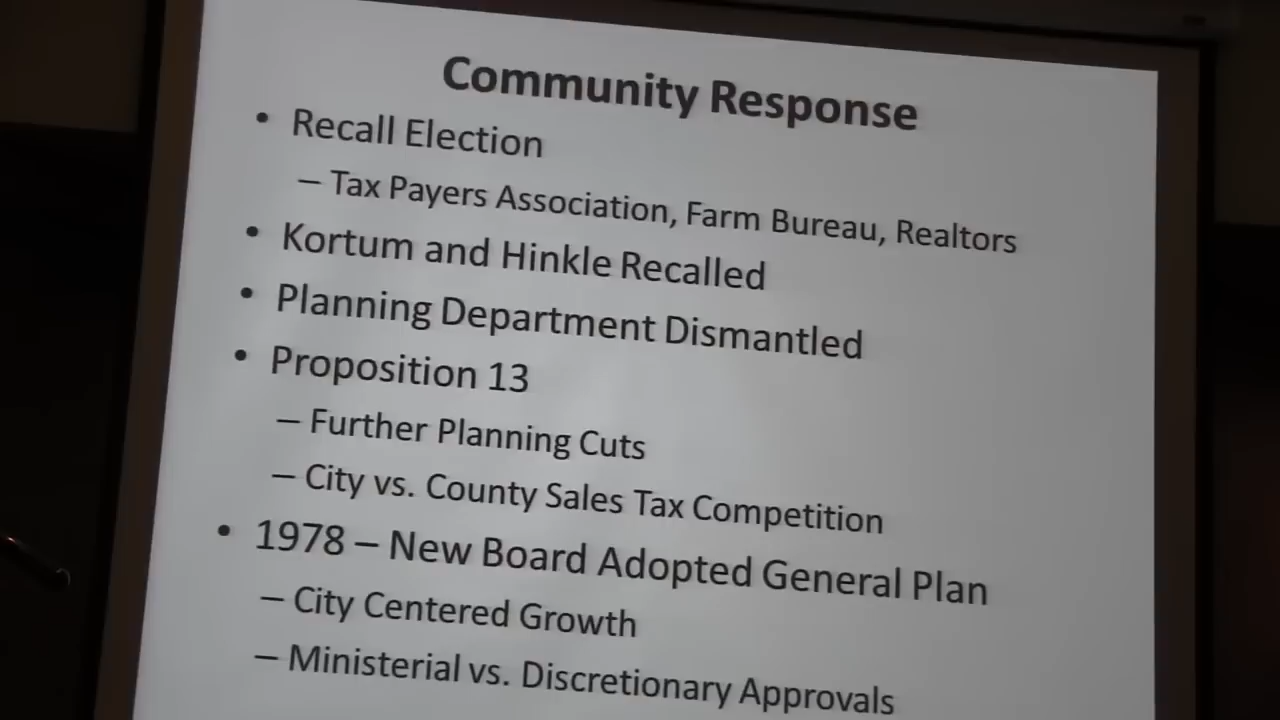 Community Response
• Recall Election
– Tax Payers Association, Farm Bureau, Realtors
• Kortum and Hinkle Recalled
• Planning Department Dismantled
• Proposition 13
– Further Planning Cuts
– City vs. County Sales Tax Competition
• 1978 – New Board Adopted General Plan
– City Centered Growth
– Ministerial vs. Discretionary Approvals